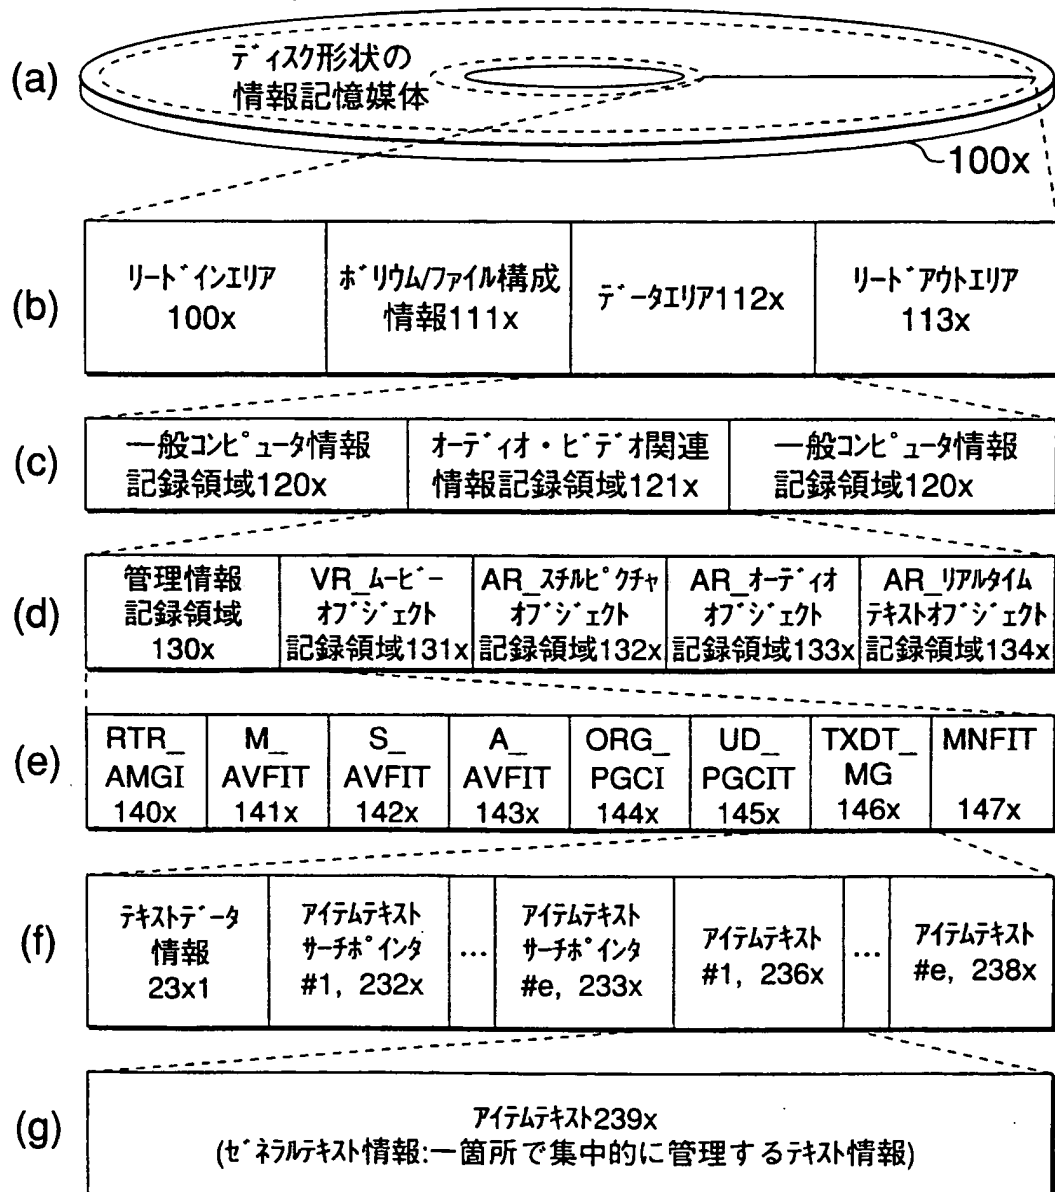 (a)
ディスク形状の
情報記憶媒体
100x
(b)
リードインエリア
100x
ボリウム/ファイル構成
情報111x
データエリア112x
リードアウトエリア
113x
(c)
一般コンピュータ情報
記録領域120x
オーディオ・ビデオ関連
情報記録領域121x
一般コンピュータ情報
記録領域120x
(d)
管理情報
記録領域
130x
VR_ムービー
オブジェクト
記録領域131x
AR_スチルピクチャ
オブジェクト
記録領域132x
AR_オーディオ
オブジェクト
記録領域133x
AR_リアルタイム
テキストオブジェクト
記録領域134x
(e)
RTR_
AMGI
140x
M_
AVFIT
141x
S_
AVFIT
142x
A_
AVFIT
143x
ORG_
PGCI
144x
UD_
PGCIT
145x
TXDT_
MG
146x
MNFIT
147x
(f)
テキストデータ
情報
23x1
アイテムテキスト
サーチポインタ
#1, 232x
...
アイテムテキスト
サーチポインタ
#e, 233x
アイテムテキスト
#1, 236x
...
アイテムテキスト
#e, 238x
(g)
アイテムテキスト239x
(ゼネラルテキスト情報:一箇所で集中的に管理するテキスト情報)